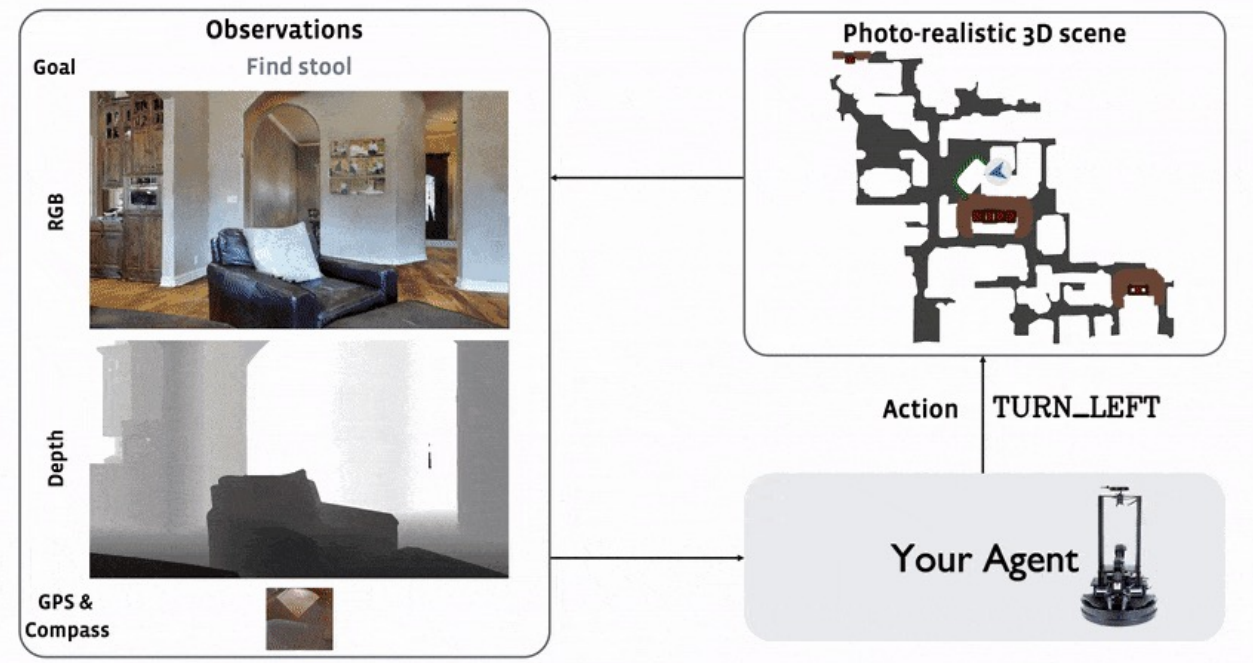 Observations
Goal
Find stool
RGB
Depth
GPS &
Compass
Photo-realistic 3D scene
Action
TURN_LEFT
Your Agent